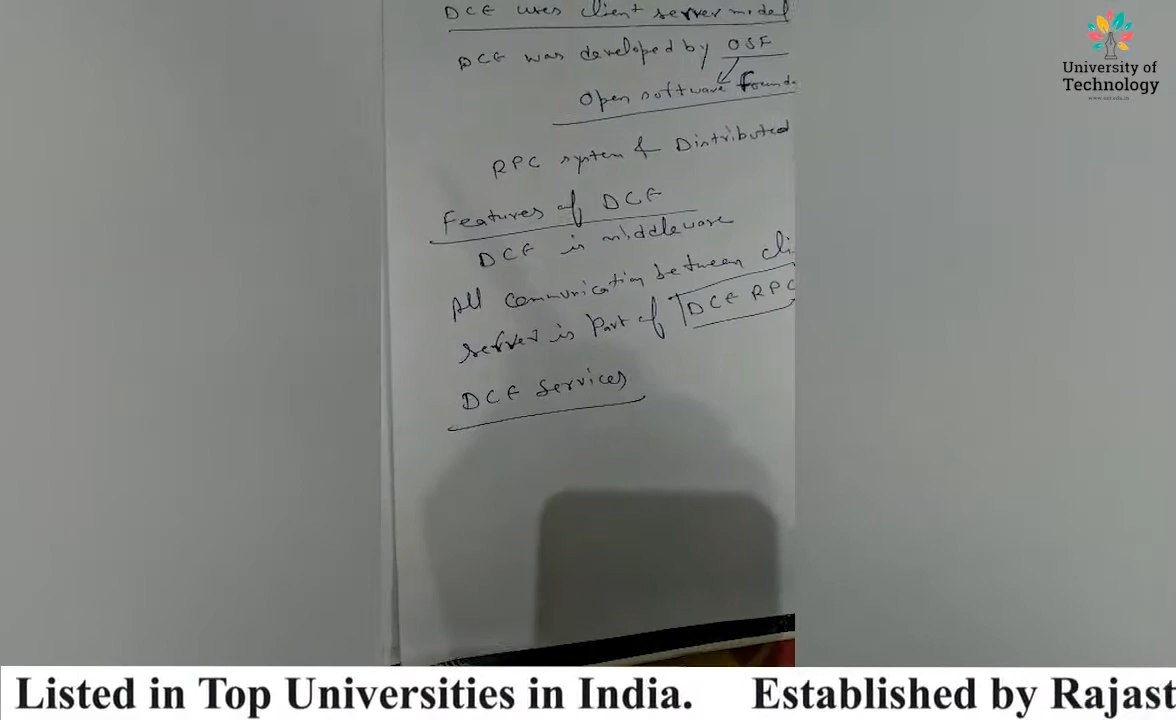 DCE uses client server model
DCE was developed by OSF
Open software Founda
RPC system & Distributed
Features of DCE
DCE is middleware
All communication between cli
server is Part of DCE RPC
DCE Services
University of
Technology
Listed in Top Universities in India. Established by Rajast